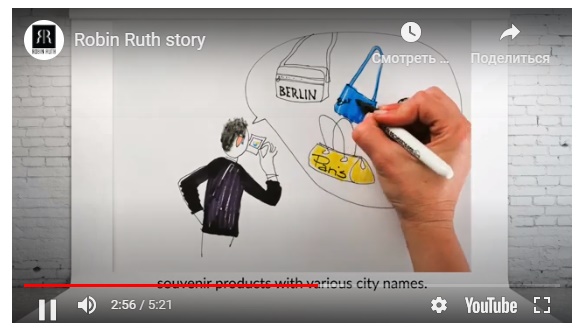 RR
ROBIN RUTH
Robin Ruth story
Смотреть ...
Поделиться
BERLIN
Paris
souvenir products with various city names.
2:56 / 5:21
YouTube